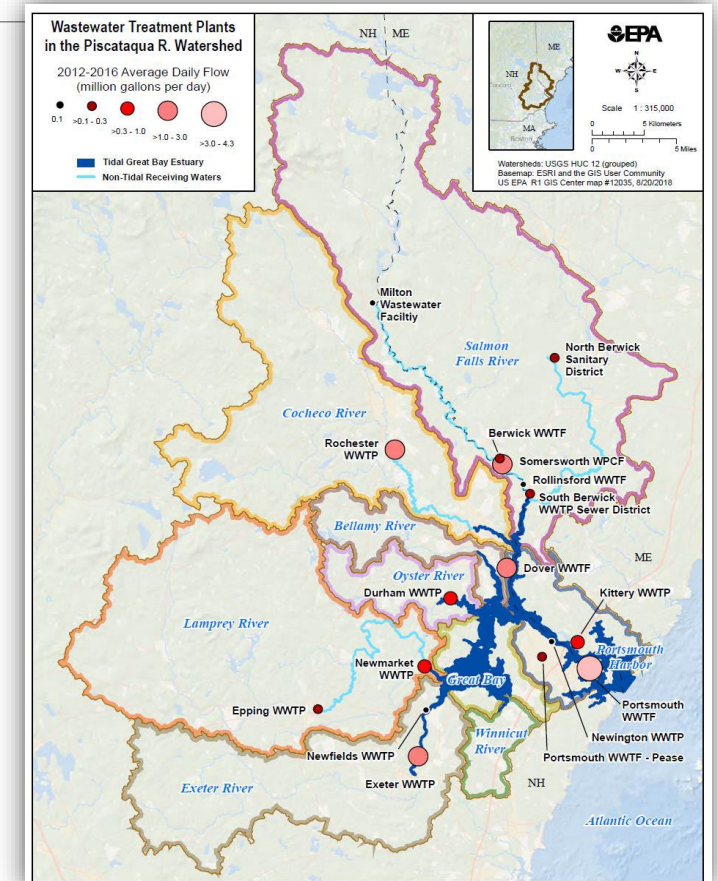 Wastewater Treatment Plants
in the Piscataqua R. Watershed
2012-2016 Average Daily Flow
(million gallons per day)
0.1
>0.1 - 0.3
>0.3 - 1.0
>1.0 - 3.0
>3.0 - 4.3
Tidal Great Bay Estuary
Non-Tidal Receiving Waters
NH
ME
NH
ME
MA
Boston
EPA
N
W
E
S
Scale 1 : 315,000
0
5 Kilometers
0
5 Miles
Watersheds: USGS HUC 12 (grouped)
Basemap: ESRI and the GIS User Community
US EPA R1 GIS Center map #12035, 8/20/2018
Milton
Wastewater
Faciltiy
Salmon
Falls River
North Berwick
Sanitary
District
Cocheco River
Rochester
WWTP
Berwick WWTF
Somersworth WPCF
Rollinsford WWTF
South Berwick
WWTP Sewer District
Bellamy River
ME
Oyster River
Dover WWTF
Durham WWTP
Kittery WWTP
Lamprey River
Newmarket
WWTP
Great Bay
Portsmouth
Harbor
Epping WWTP
Portsmouth
WWTF
Newfields WWTP
Winnicut
River
Newington WWTP
Portsmouth WWTF - Pease
Exeter WWTP
Exeter River
NH
Atlantic Ocean